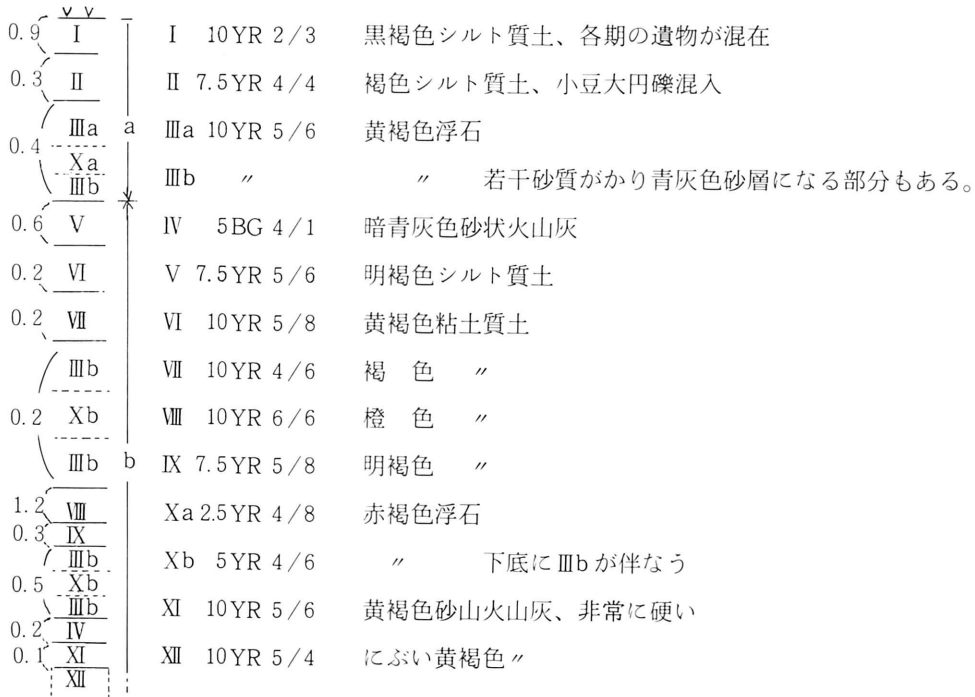 0.9 I
0.3 Ⅱ
0.4 Ⅲa
Xa
Ⅲb
a
0.6 V
0.2 Ⅵ
0.2 Ⅶ
Ⅲb
0.2 Xb
Ⅲb
b
1.2 Ⅷ
0.3 Ⅸ
Ⅲb
0.5 Xb
Ⅲb
0.2 Ⅳ
0.1 Ⅺ
Ⅻ
I 10YR 2/3 黒褐色シルト質土、各期の遺物が混在
Ⅱ 7.5YR 4/4 褐色シルト質土、小豆大円礫混入
Ⅲa 10YR 5/6 黄褐色浮石
Ⅲb 〃 〃 若干砂質がかり青灰色砂層になる部分もある。
Ⅳ 5BG 4/1 暗青灰色砂状火山灰
V 7.5YR 5/6 明褐色シルト質土
Ⅵ 10YR 5/8 黄褐色粘土質土
Ⅶ 10YR 4/6 褐 色 〃
Ⅷ 10YR 6/6 橙 色 〃
Ⅸ 7.5YR 5/8 明褐色 〃
Xa 2.5YR 4/8 赤褐色浮石
Xb 5YR 4/6 〃 下底にⅢbが伴なう
Ⅺ 10YR 5/6 黄褐色砂山火山灰、非常に硬い
Ⅻ 10YR 5/4 にぶい黄褐色〃